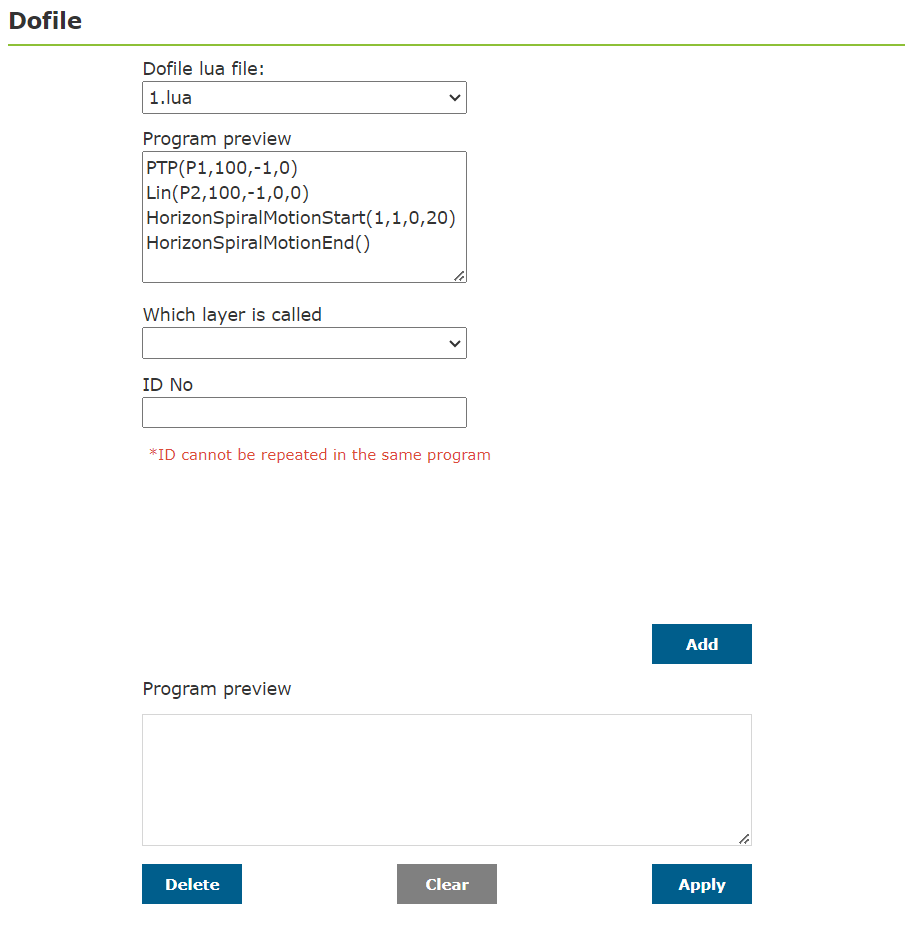 Dofile
Dofile lua file:
1.lua
Program preview
PTP(P1,100,-1,0)
Lin(P2,100,-1,0,0)
HorizonSpiralMotionStart(1,1,0,20)
HorizonSpiralMotionEnd()
Which layer is called
ID No
*ID cannot be repeated in the same program
Add
Program preview
Delete
Clear
Apply